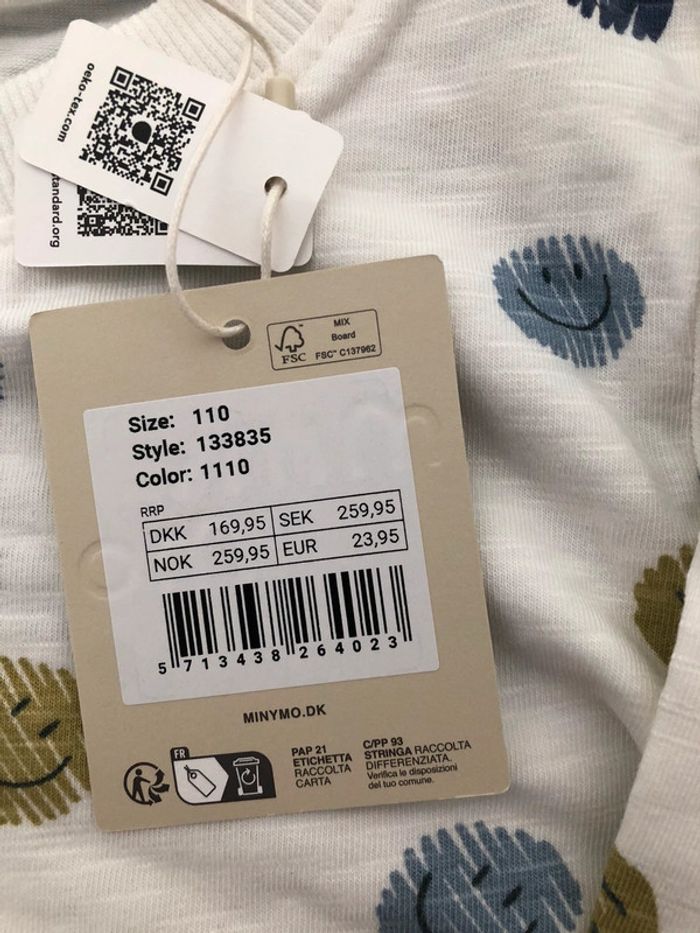 oeko-tex.com
tandard.org
MIX
Board
FSC
FSC™ C137962
Size: 110
Style: 133835
Color: 1110
RRP
DKK 169,95 SEK 259,95
NOK 259,95 EUR 23,95
5 713438 264023
MINYMO.DK
FR
PAP 21
ETICHETTA
RACCOLTA
CARTA
C/PP 93
STRINGA RACCOLTA
DIFFERENZIATA.
Verifica le disposizioni
del tuo comune.